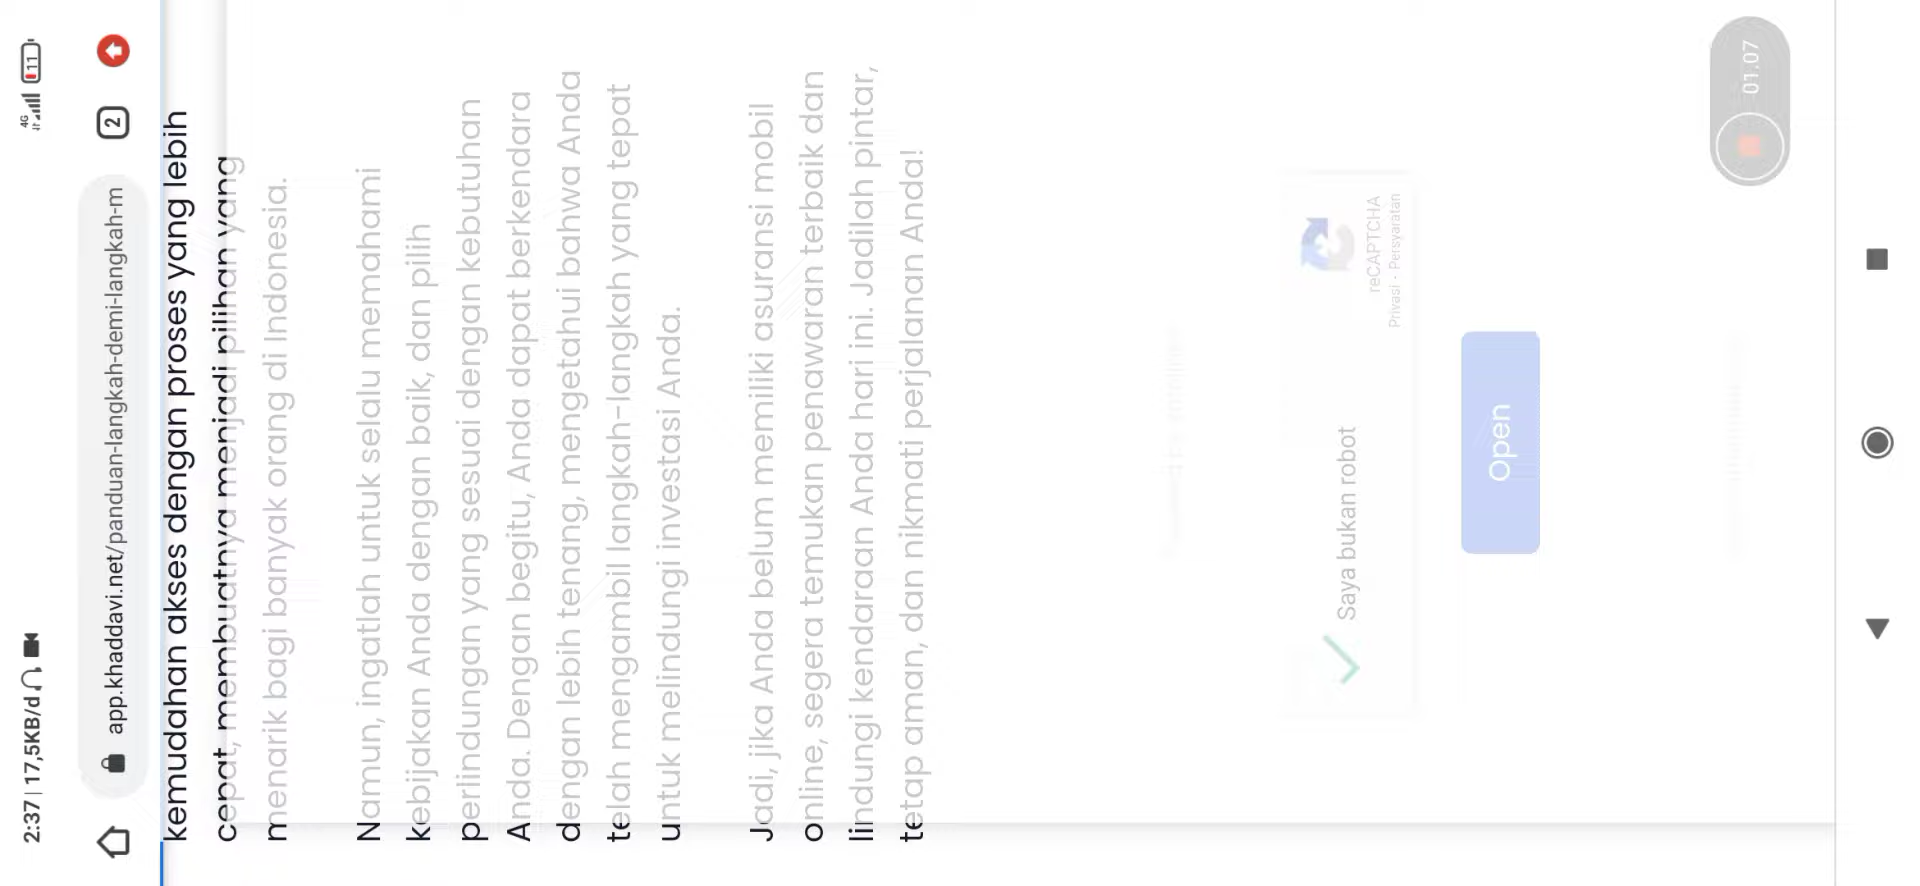 2:37 | 17,5KB/d
4G
11
app.khaddavi.net/panduan-langkah-demi-langkah-m
2
kemudahan akses dengan proses yang lebih
cepat, membuatnya menjadi pilihan yang
menarik bagi banyak orang di Indonesia.
Namun, ingatlah untuk selalu memahami
kebijakan Anda dengan baik, dan pilih
perlindungan yang sesuai dengan kebutuhan
Anda. Dengan begitu, Anda dapat berkendara
dengan lebih tenang, mengetahui bahwa Anda
telah mengambil langkah-langkah yang tepat
untuk melindungi investasi Anda.
Jadi, jika Anda belum memiliki asuransi mobil
online, segera temukan penawaran terbaik dan
lindungi kendaraan Anda hari ini. Jadilah pintar,
tetap aman, dan nikmati perjalanan Anda!
Saya bukan robot
reCAPTCHA
Privasi - Persyaratan
Open
01.07